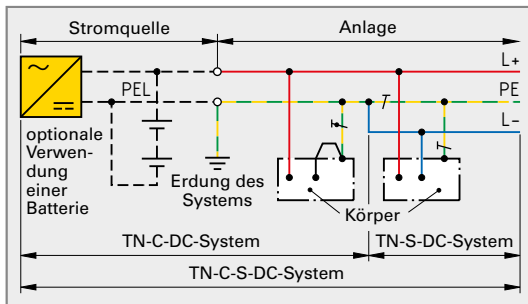 Stromquelle
Anlage
L+
PEL
PE
L–
optionale
Verwen-
dung
einer
Batterie
Erdung des
Systems
Körper
TN-C-DC-System
TN-S-DC-System
TN-C-S-DC-System